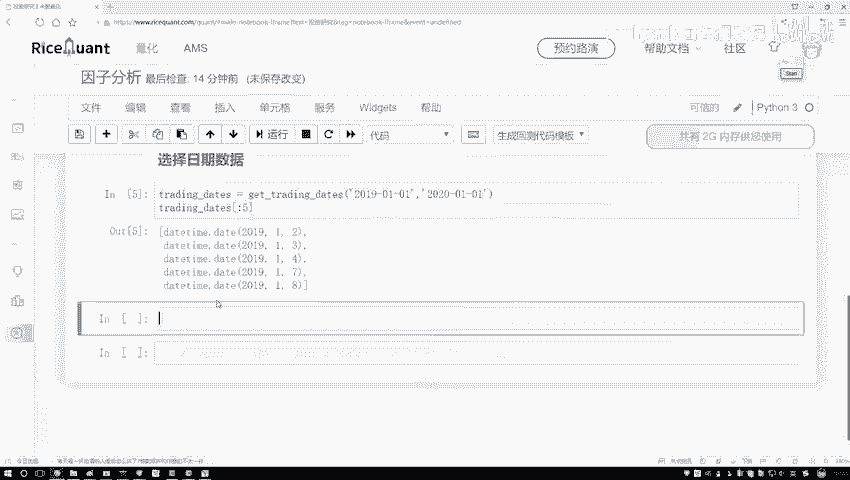 https://www.ricequant.com/quant
RiceQuant 量化 AMS 预约路演 帮助文档 社区
因子分析 最后检查: 14 分钟前 (未保存改变)
文件 编辑 查看 插入 单元格 服务 Widgets 帮助 可信的 Python 3
运行 代码 生成回测代码模板 共有 2G 内存供您使用
选择日期数据
In [5]: trading_dates = get_trading_dates('2019-01-01','2020-01-01')
trading_dates[:5]
Out[5]: [datetime.date(2019, 1, 2),
datetime.date(2019, 1, 3),
datetime.date(2019, 1, 4),
datetime.date(2019, 1, 7),
datetime.date(2019, 1, 8)]
In [ ]:
In [ ]: